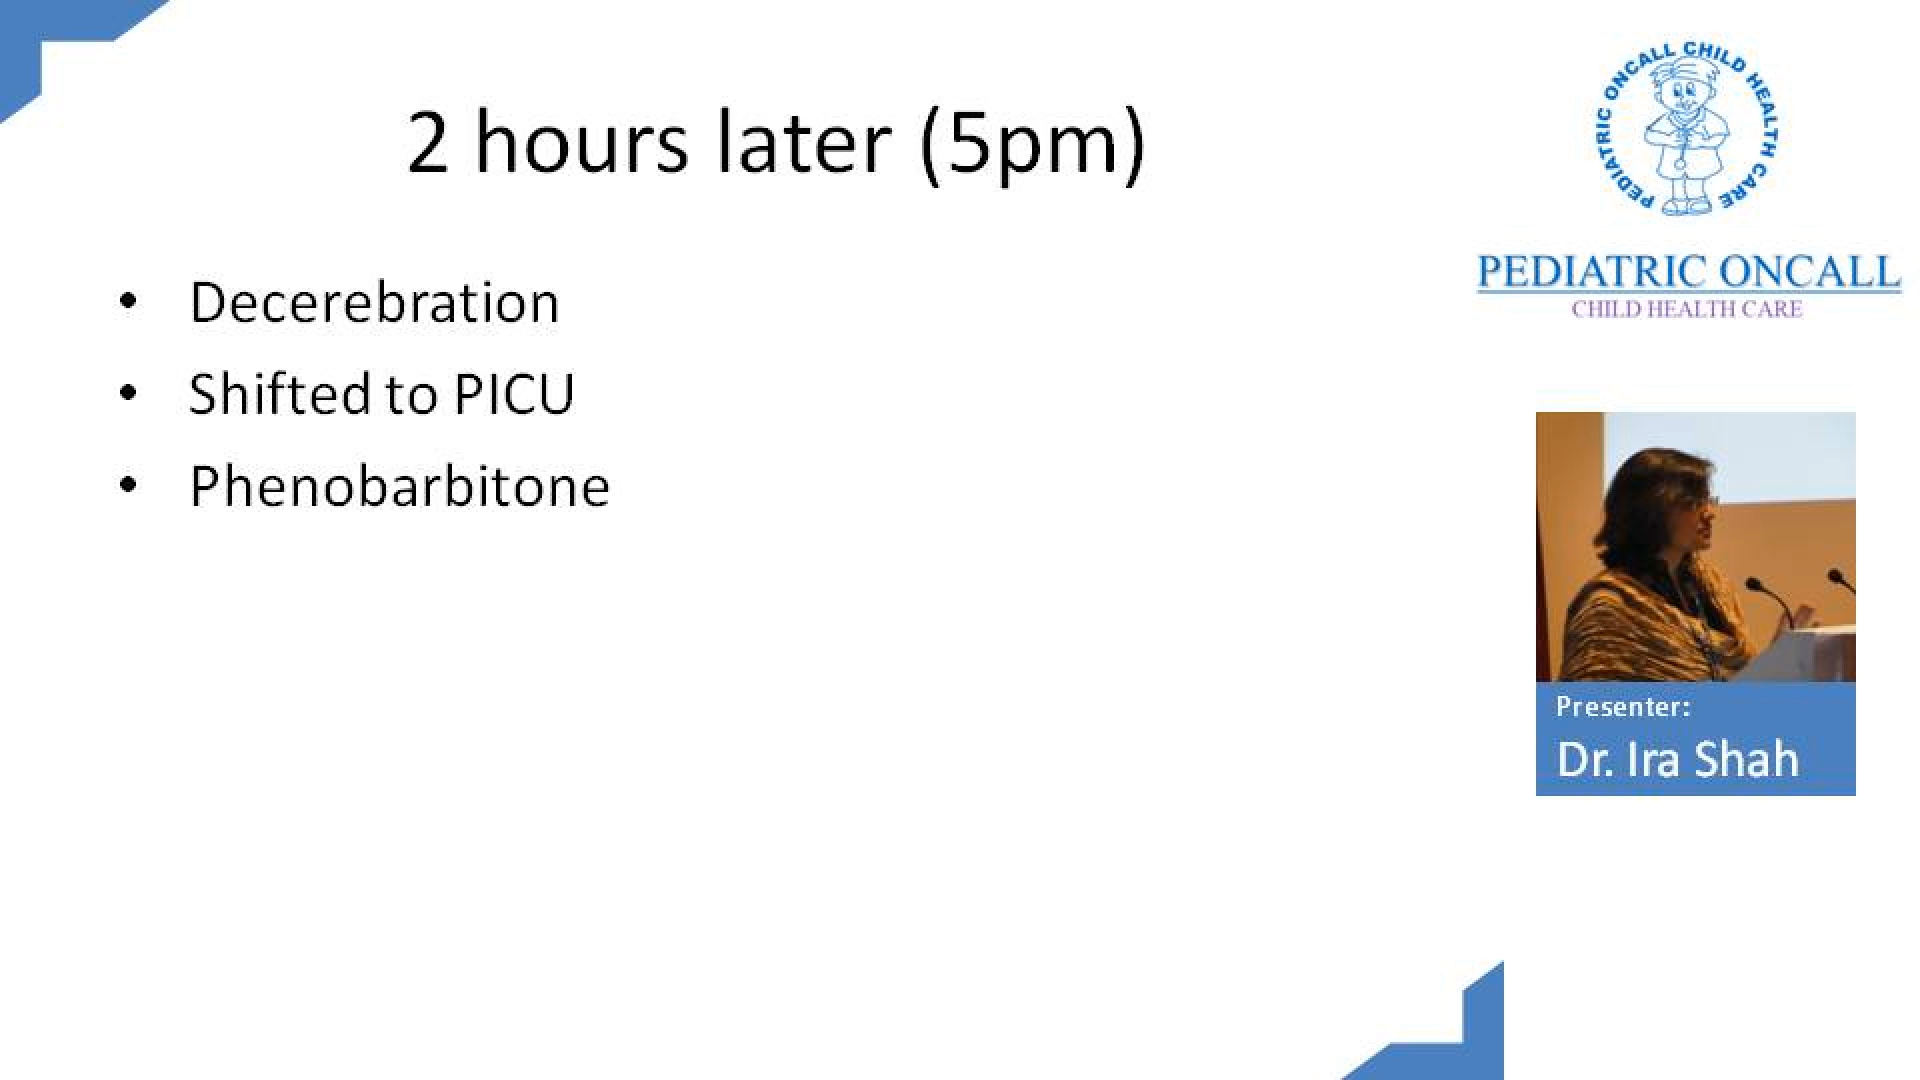 2 hours later (5pm)
• Decerebration
• Shifted to PICU
• Phenobarbitone
PEDIATRIC ONCALL CHILD HEALTH CARE
PEDIATRIC ONCALL
CHILD HEALTH CARE
Presenter:
Dr. Ira Shah